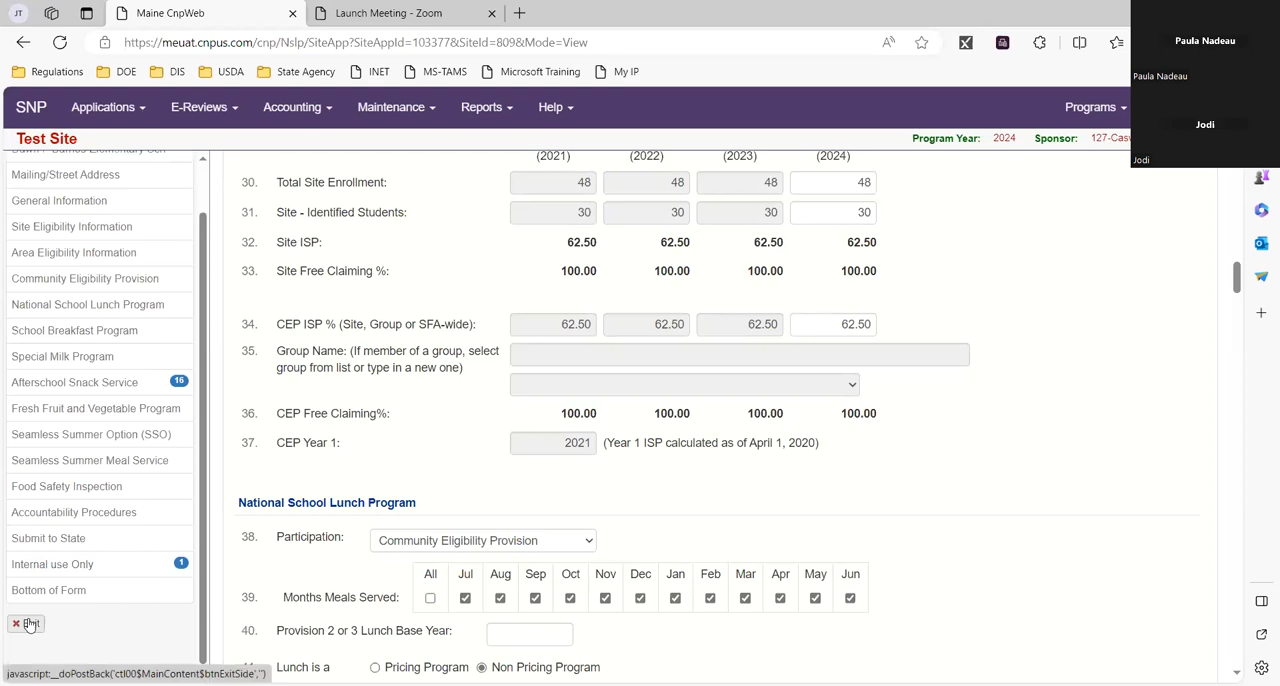 JT
Maine CnpWeb
Launch Meeting - Zoom
https://meuat.cnpus.com/cnp/Nslp/SiteApp?SiteAppId=103377&SiteId=809&Mode=View
Paula Nadeau
Paula Nadeau
Jodi
Jodi
Regulations DOE DIS USDA State Agency INET MS-TAMS Microsoft Training My IP
SNP Applications E-Reviews Accounting Maintenance Reports Help Programs
Test Site Program Year: 2024 Sponsor:
Mailing/Street Address
General Information
Site Eligibility Information
Area Eligibility Information
Community Eligibility Provision
National School Lunch Program
School Breakfast Program
Special Milk Program
Afterschool Snack Service 16
Fresh Fruit and Vegetable Program
Seamless Summer Option (SSO)
Seamless Summer Meal Service
Food Safety Inspection
Accountability Procedures
Submit to State
Internal use Only 1
Bottom of Form
(2021) (2022) (2023) (2024)
30. Total Site Enrollment: 48 48 48 48
31. Site - Identified Students: 30 30 30 30
32. Site ISP: 62.50 62.50 62.50 62.50
33. Site Free Claiming %: 100.00 100.00 100.00 100.00
34. CEP ISP % (Site, Group or SFA-wide): 62.50 62.50 62.50 62.50
35. Group Name: (If member of a group, select
group from list or type in a new one)
36. CEP Free Claiming%: 100.00 100.00 100.00 100.00
37. CEP Year 1: 2021 (Year 1 ISP calculated as of April 1, 2020)
National School Lunch Program
38. Participation: Community Eligibility Provision
All Jul Aug Sep Oct Nov Dec Jan Feb Mar Apr May Jun
39. Months Meals Served:
40. Provision 2 or 3 Lunch Base Year:
Lunch is a Pricing Program Non Pricing Program
javascript:__doPostBack('ctl00$MainContent$btnExitSide','')